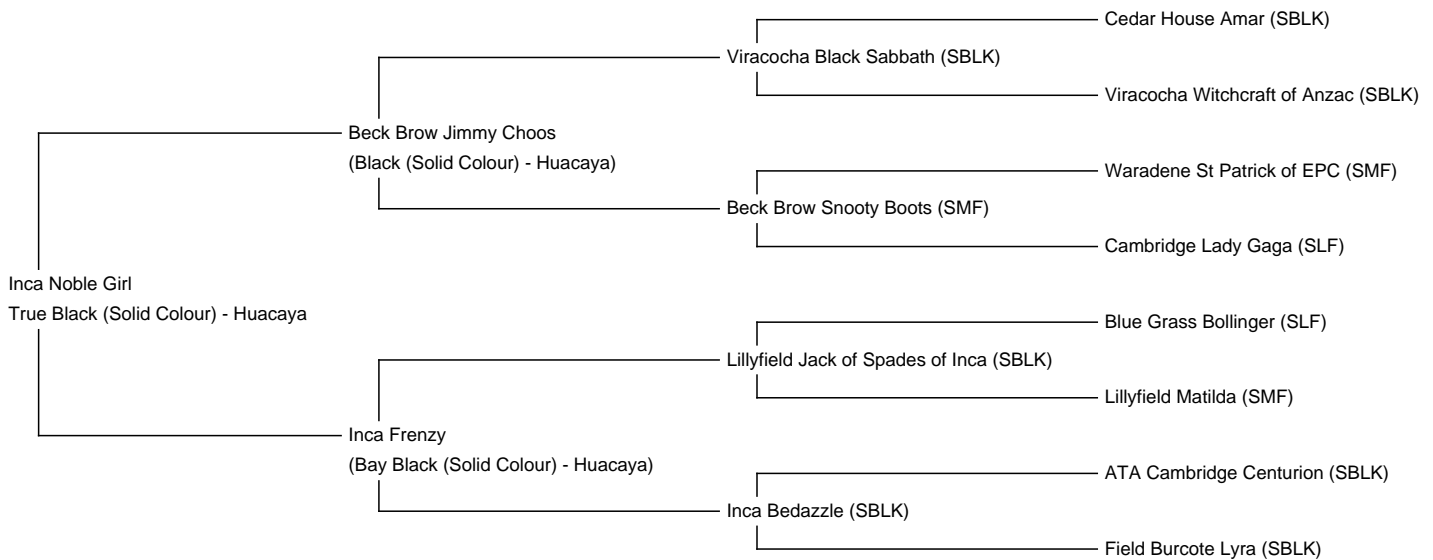 Cedar House Amar (SBLK)
Viracocha Black Sabbath (SBLK)
Viracocha Witchcraft of Anzac (SBLK)
Beck Brow Jimmy Choos
(Black (Solid Colour) - Huacaya)
Waradene St Patrick of EPC (SMF)
Beck Brow Snooty Boots (SMF)
Cambridge Lady Gaga (SLF)
Inca Noble Girl
True Black (Solid Colour) - Huacaya
Blue Grass Bollinger (SLF)
Lillyfield Jack of Spades of Inca (SBLK)
Lillyfield Matilda (SMF)
Inca Frenzy
(Bay Black (Solid Colour) - Huacaya)
ATA Cambridge Centurion (SBLK)
Inca Bedazzle (SBLK)
Field Burcote Lyra (SBLK)